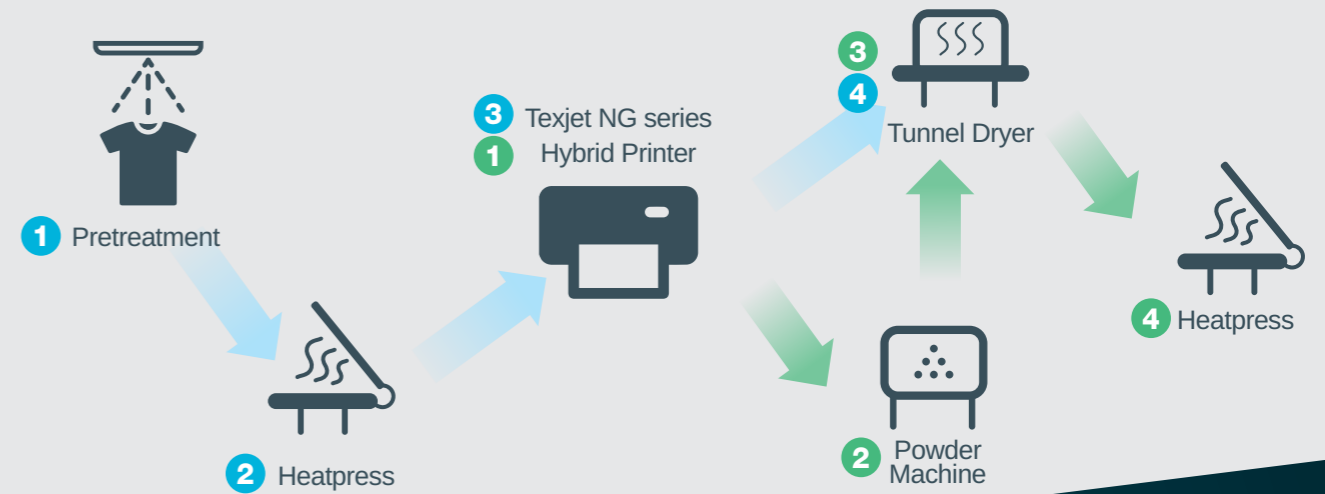 1 Pretreatment
2 Heatpress
3 Texjet NG series
1 Hybrid Printer
3
4
Tunnel Dryer
2 Powder
Machine
4 Heatpress